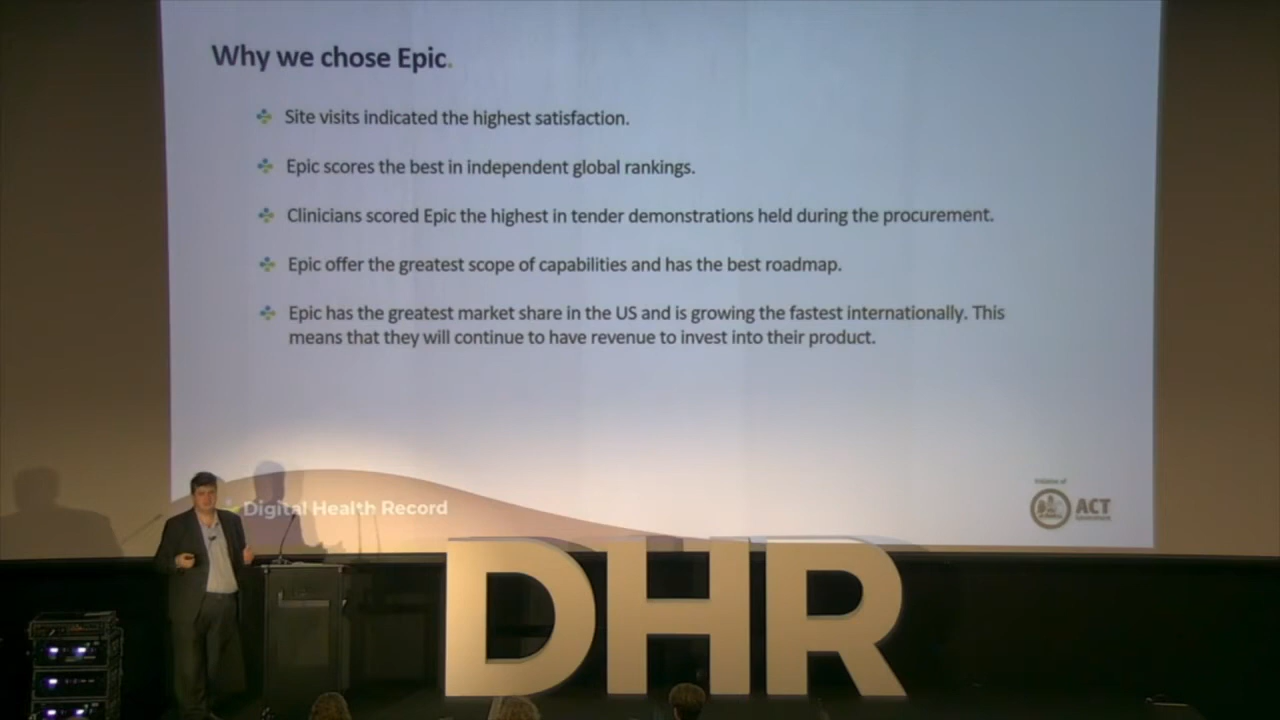 Why we chose Epic.
Site visits indicated the highest satisfaction.
Epic scores the best in independent global rankings.
Clinicians scored Epic the highest in tender demonstrations held during the procurement.
Epic offer the greatest scope of capabilities and has the best roadmap.
Epic has the greatest market share in the US and is growing the fastest internationally. This
means that they will continue to have revenue to invest into their product.
Digital Health Record
ACT
DHR